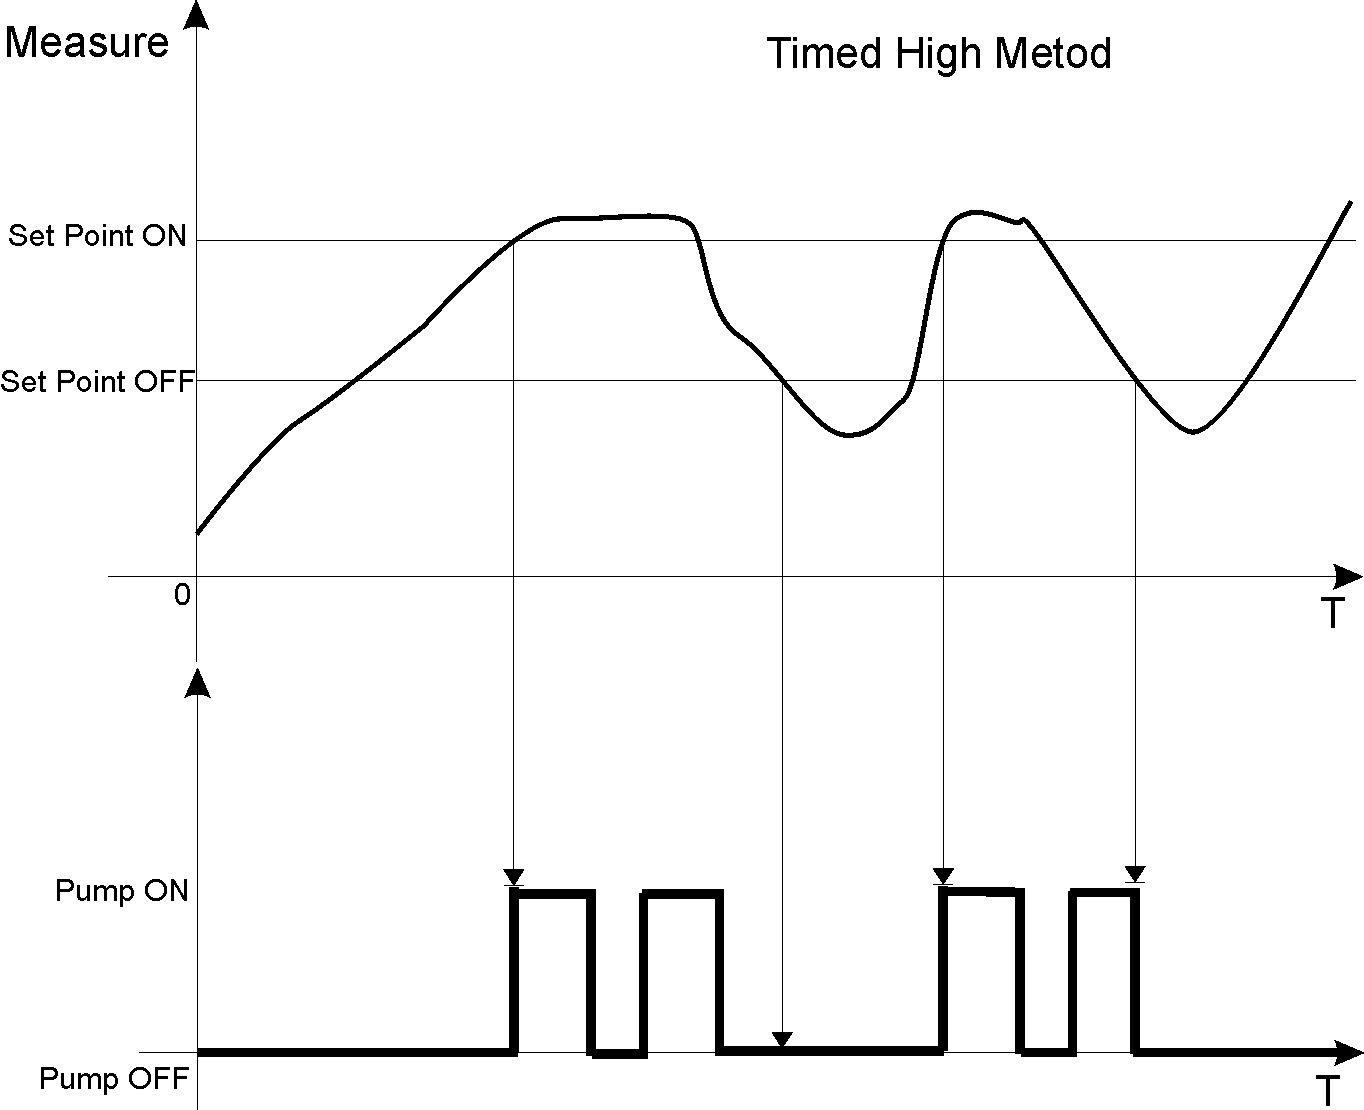 Measure
Timed High Metod
Set Point ON
Set Point OFF
0
T
Pump ON
Pump OFF
T